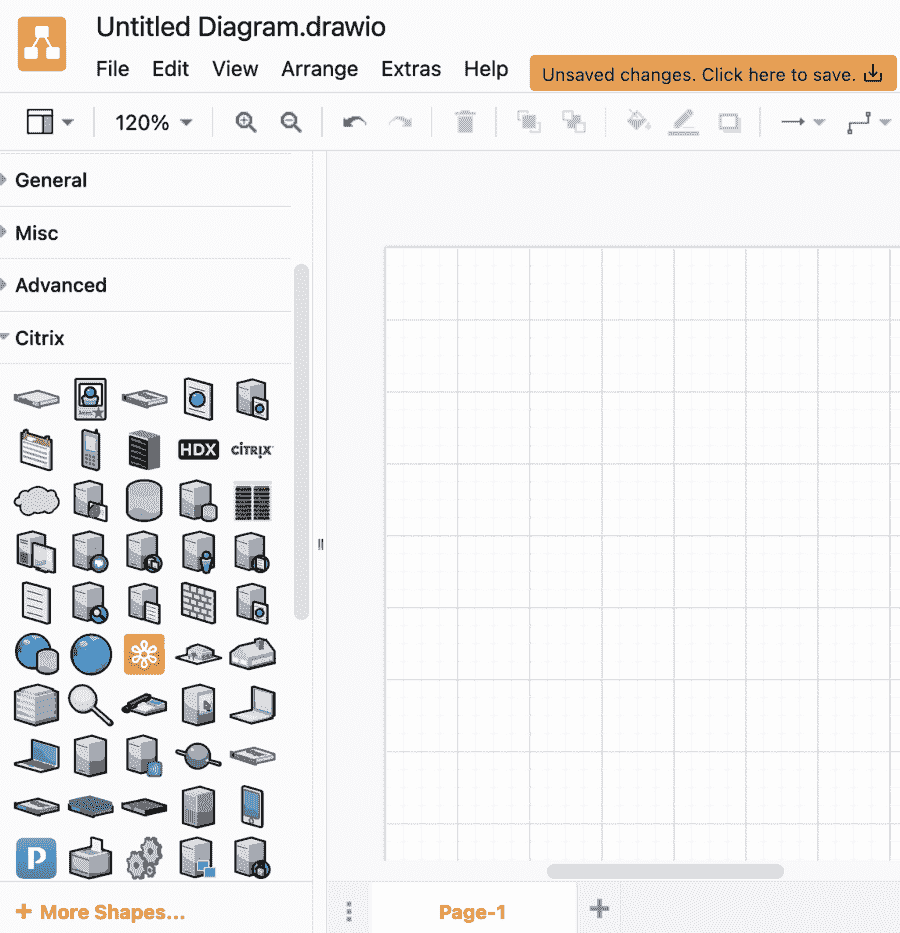 Untitled Diagram.drawio
File Edit View Arrange Extras Help
Unsaved changes. Click here to save.
120%
General
Misc
Advanced
Citrix
HDX
CITRIX
P
+ More Shapes...
Page-1